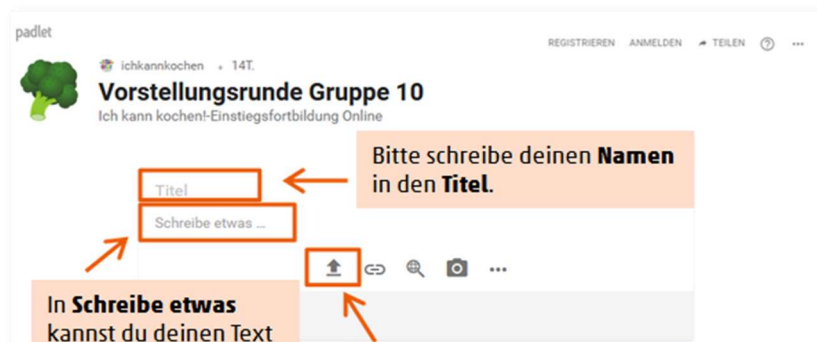 padlet
REGISTRIEREN ANMELDEN TEILEN ? ...
ichkannkochen • 14T.
Vorstellungsrunde Gruppe 10
Ich kann kochen!-Einstiegsfortbildung Online
Bitte schreibe deinen Namen
in den Titel.
Titel
Schreibe etwas ...
In Schreibe etwas
kannst du deinen Text